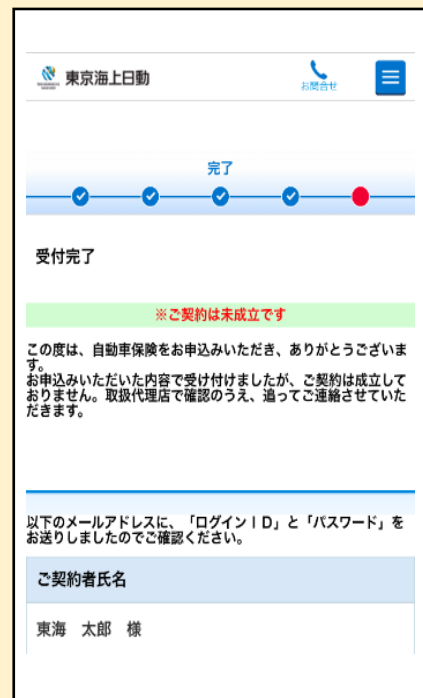 東京海上日動
お問合せ
完了
受付完了
※ご契約は未成立です
この度は、自動車保険をお申込みいただき、ありがとうございま
す。
お申込みいただいた内容で受け付けましたが、ご契約は成立して
おりません。取扱代理店で確認のうえ、追ってご連絡させていた
だきます。
以下のメールアドレスに、「ログインＩＤ」と「パスワード」を
お送りしましたのでご確認ください。
ご契約者氏名
東海　太郎　様